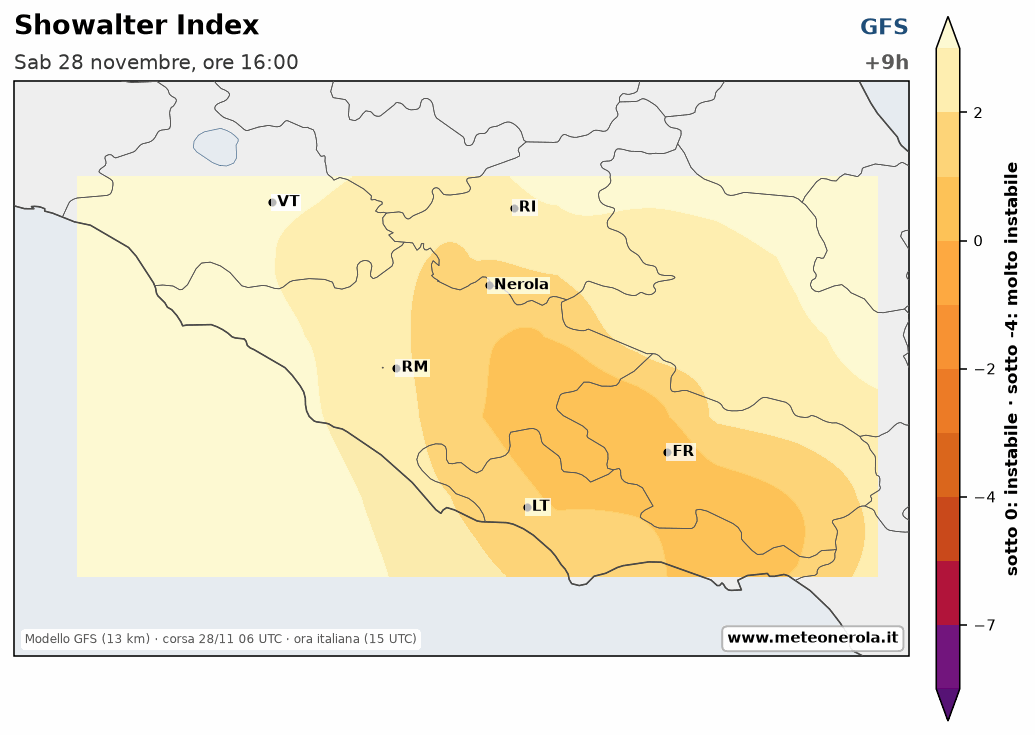 Showalter Index
GFS
Sab 28 novembre, ore 16:00
+9h
VT
RI
Nerola
RM
FR
LT
2
0
−2
−4
−7
sotto 0: instabile · sotto -4: molto instabile
Modello GFS (13 km) · corsa 28/11 06 UTC · ora italiana (15 UTC)
www.meteonerola.it